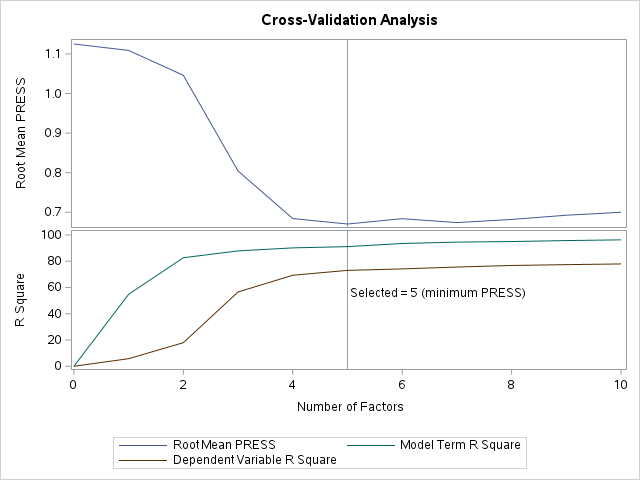 Cross-Validation Analysis
Root Mean PRESS
1.1
1.0
0.9
0.8
0.7
R Square
100
80
60
40
20
0
Selected = 5 (minimum PRESS)
0 2 4 6 8 10
Number of Factors
Root Mean PRESS Model Term R Square
Dependent Variable R Square